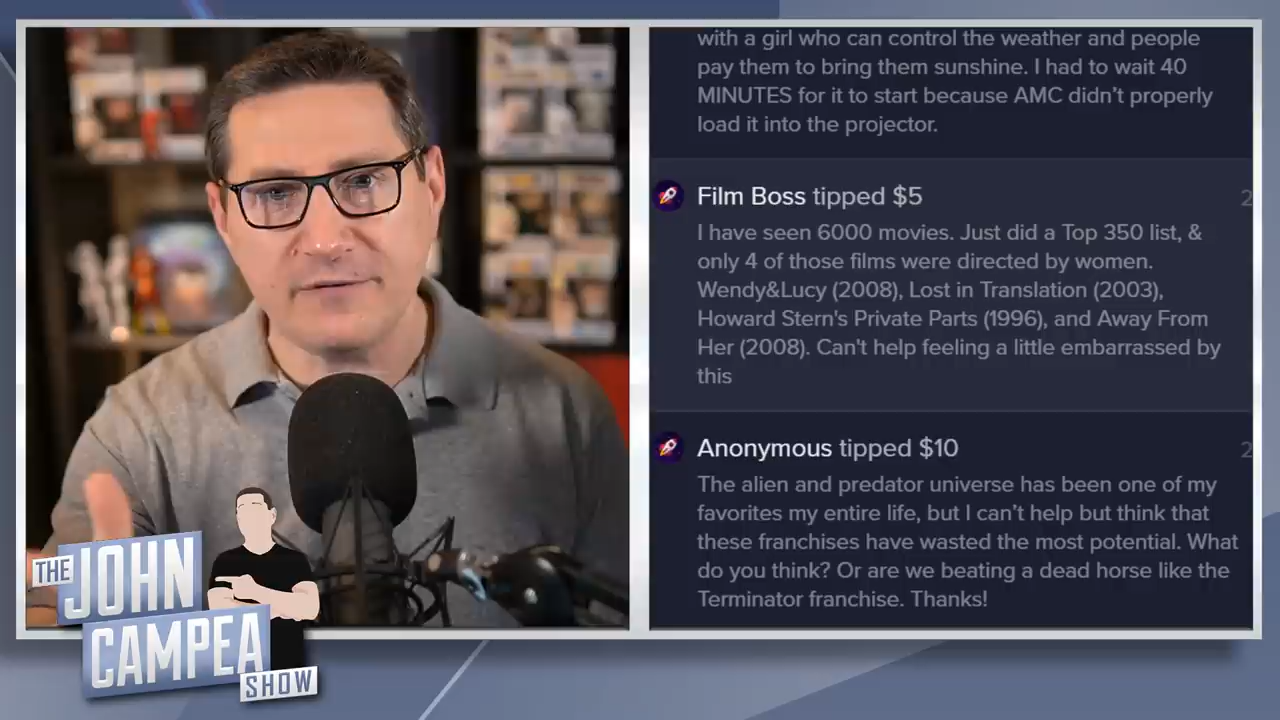 with a girl who can control the weather and people
pay them to bring them sunshine. I had to wait 40
MINUTES for it to start because AMC didn't properly
load it into the projector.
Film Boss tipped $5
2
I have seen 6000 movies. Just did a Top 350 list, &
only 4 of those films were directed by women.
Wendy&Lucy (2008), Lost in Translation (2003),
Howard Stern's Private Parts (1996), and Away From
Her (2008). Can't help feeling a little embarrassed by
this
Anonymous tipped $10
2
The alien and predator universe has been one of my
favorites my entire life, but I can't help but think that
these franchises have wasted the most potential. What
do you think? Or are we beating a dead horse like the
Terminator franchise. Thanks!
THE JOHN
CAMPEA
SHOW